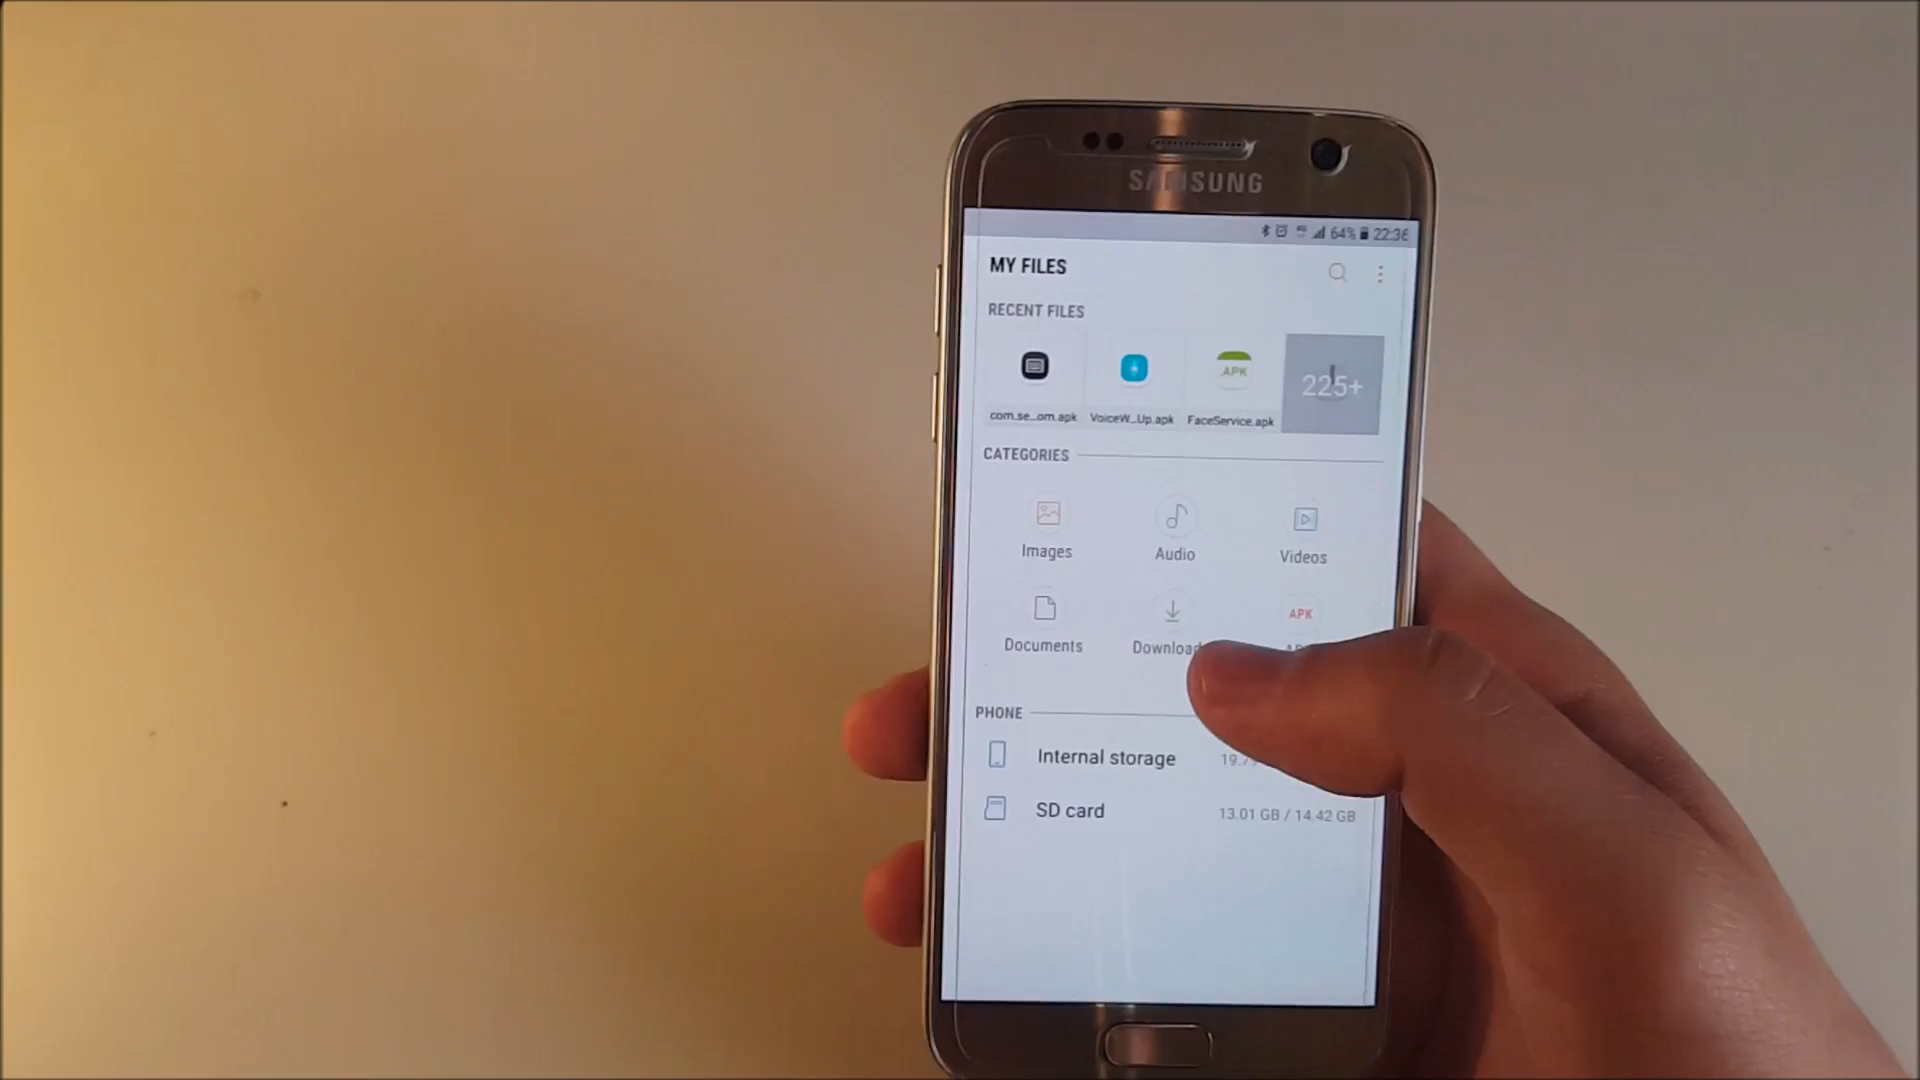 SAMSUNG
64% 22:36
MY FILES
RECENT FILES
APK
225+
com.se...om.apk VoiceW...Up.apk FaceService.apk
CATEGORIES
Images Audio Videos
APK
Documents Download
PHONE
Internal storage
SD card 13.01 GB / 14.42 GB